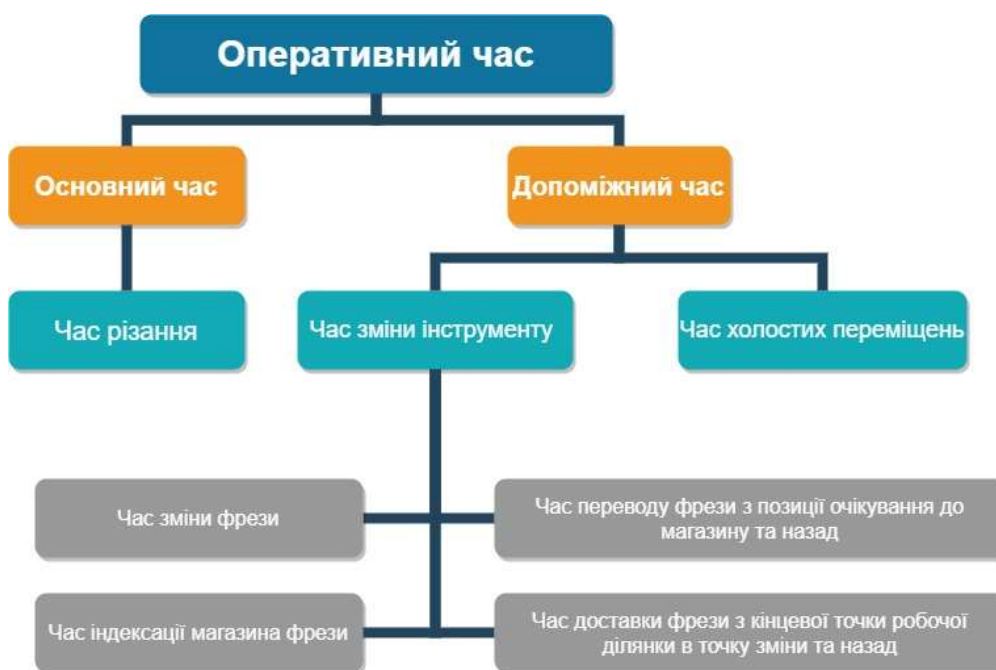 Оперативний час
Основний час
Допоміжний час
Час різання
Час зміни інструменту
Час холостих переміщень
Час зміни фрези
Час переводу фрези з позиції очікування до
магазину та назад
Час індексації магазина фрези
Час доставки фрези з кінцевої точки робочої
ділянки в точку зміни та назад